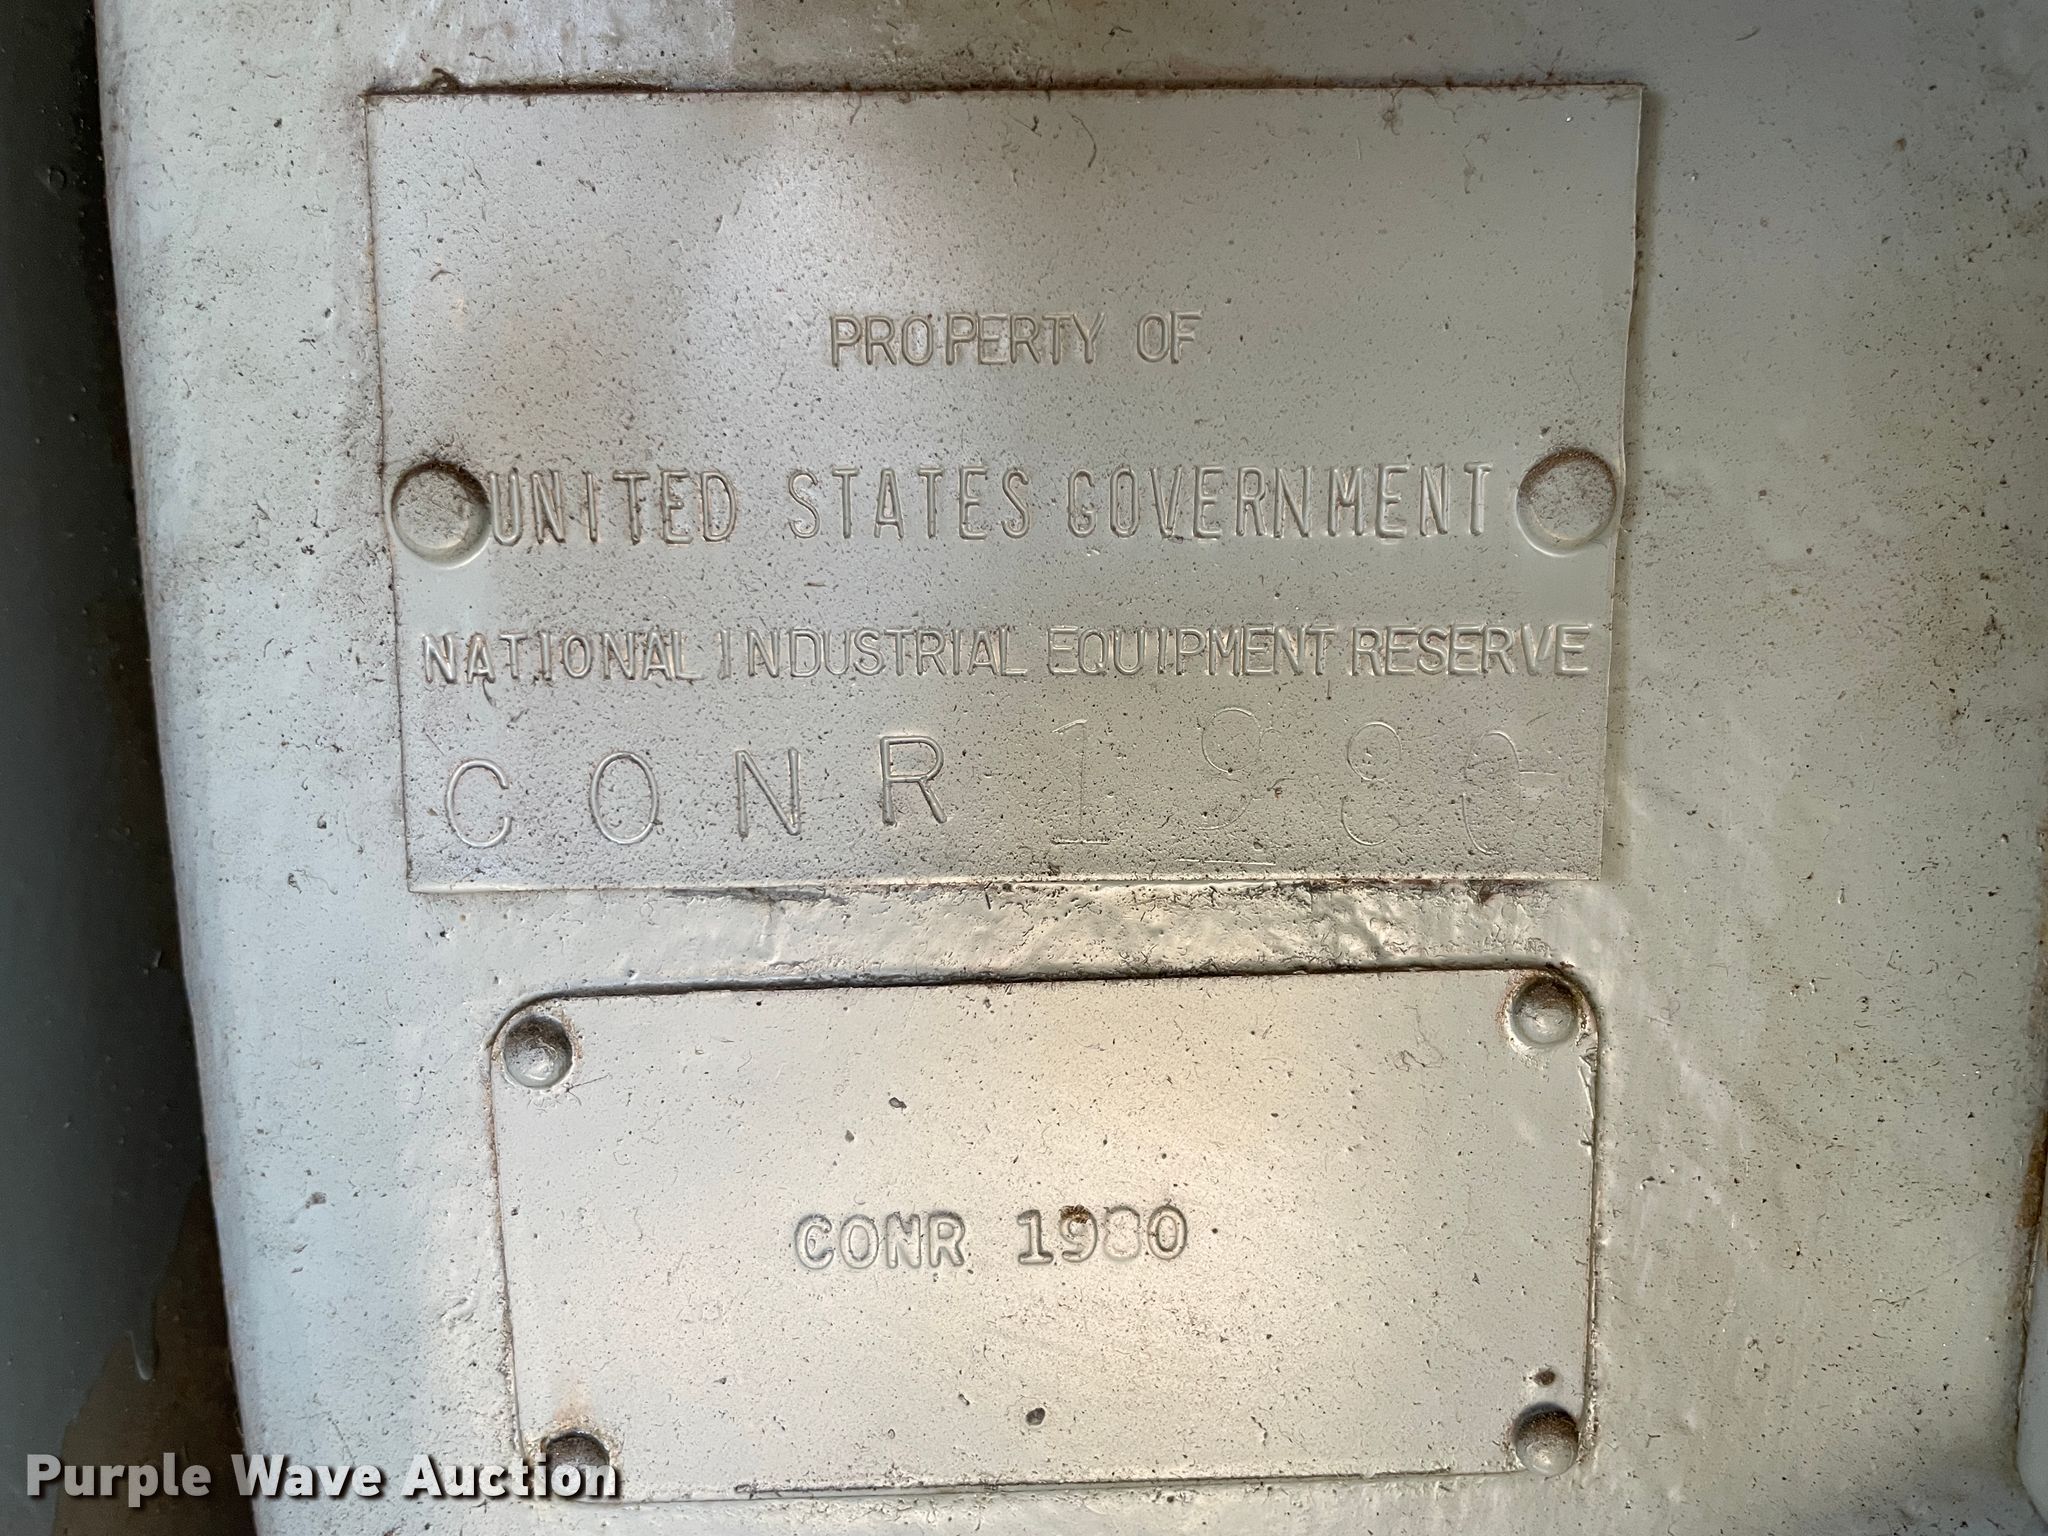 PROPERTY OF
UNITED STATES GOVERNMENT
NATIONAL INDUSTRIAL EQUIPMENT RESERVE
CONR
CONR 1980
Purple Wave Auction